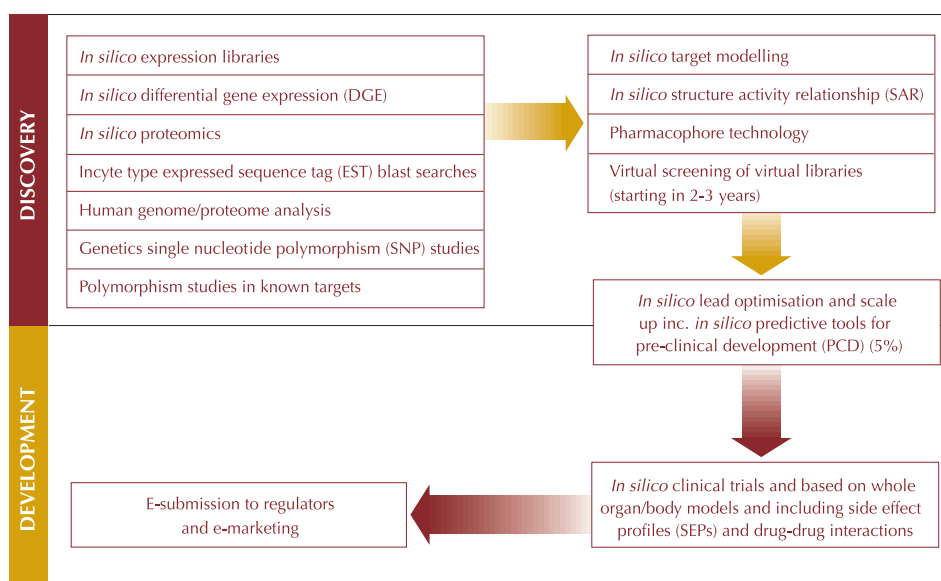 DISCOVERY
In silico expression libraries
In silico differential gene expression (DGE)
In silico proteomics
Incyte type expressed sequence tag (EST) blast searches
Human genome/proteome analysis
Genetics single nucleotide polymorphism (SNP) studies
Polymorphism studies in known targets
In silico target modelling
In silico structure activity relationship (SAR)
Pharmacophore technology
Virtual screening of virtual libraries
(starting in 2-3 years)
In silico lead optimisation and scale
up inc. in silico predictive tools for
pre-clinical development (PCD) (5%)
DEVELOPMENT
In silico clinical trials and based on whole
organ/body models and including side effect
profiles (SEPs) and drug-drug interactions
E-submission to regulators
and e-marketing